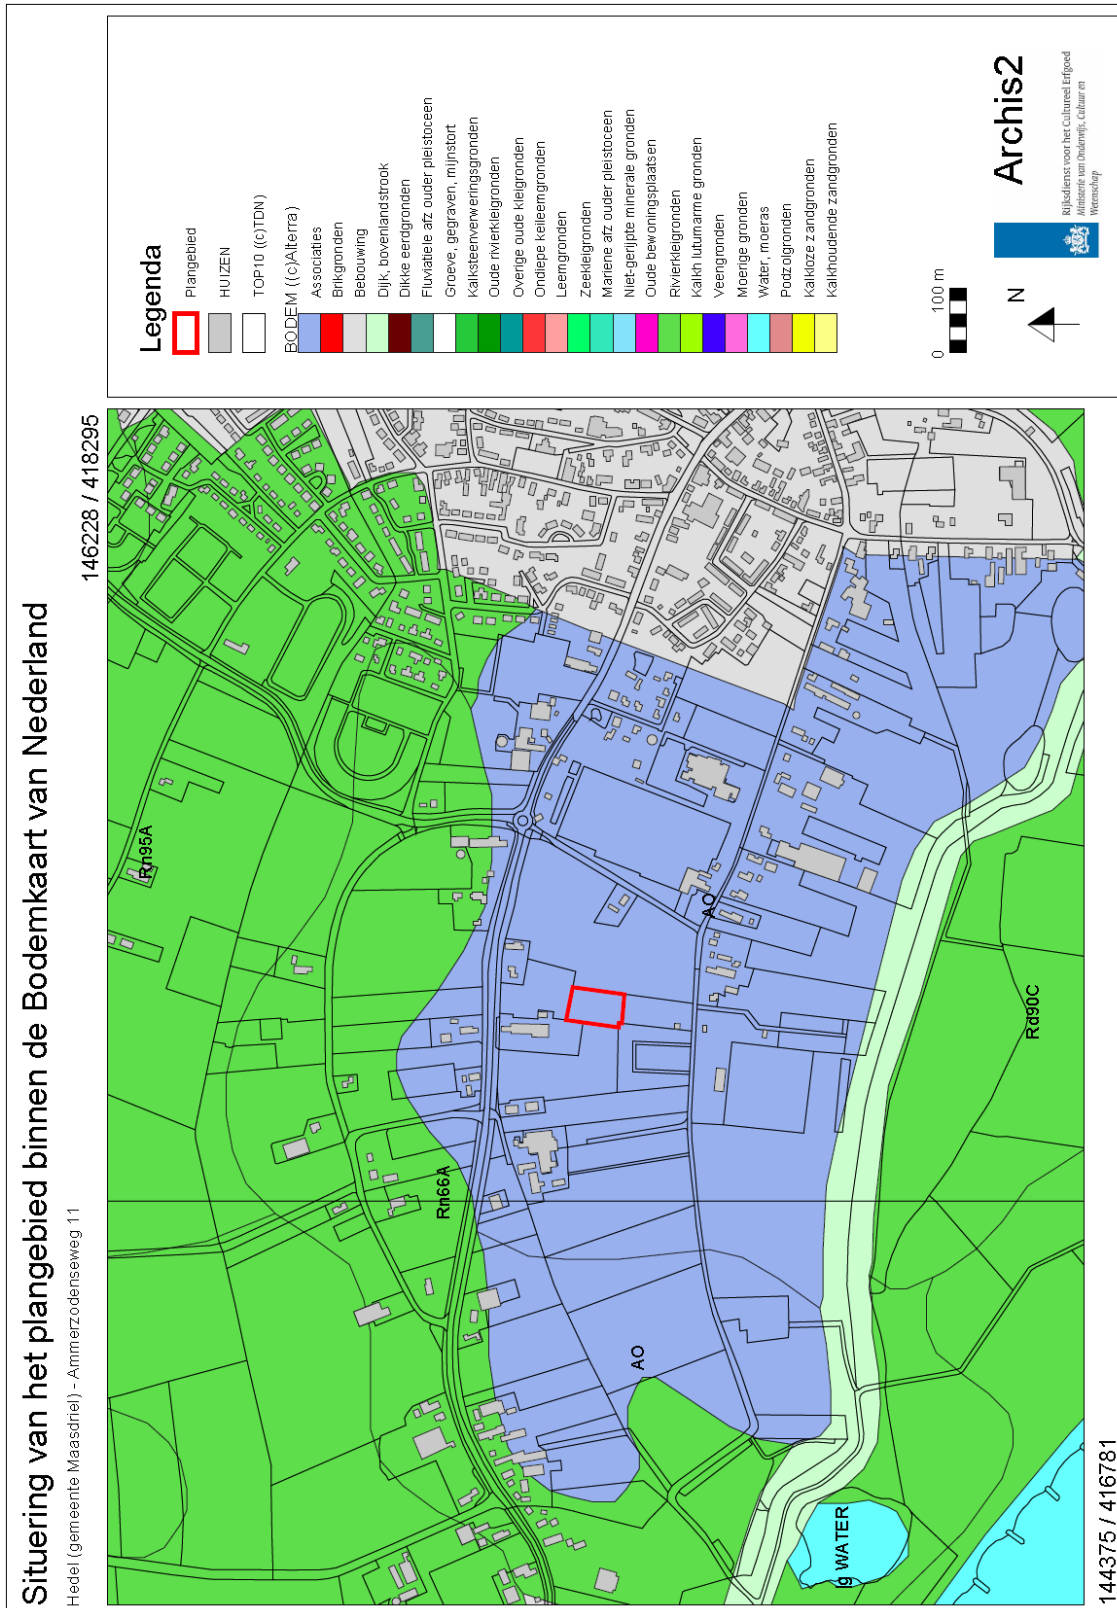 Situering van het plangebied binnen de Bodemkaart van Nederland
Hedel (gemeente Maasdriel) - Ammerzodenseweg 11
146228 / 418295
Rn95A
Rn66A
AO
AO
Rd90C
lg WATER
144375 / 416781
Legenda
Plangebied
HUIZEN
TOP10 ((c)TDN)
BODEM ((c)Alterra)
Associaties
Brikgronden
Bebouwing
Dijk, bovenlandstrook
Dikke eerdgronden
Fluviatiele afz ouder pleistoceen
Groeve, gegraven, mijnstort
Kalksteenverweringsgronden
Oude rivierkleigronden
Overige oude kleigronden
Ondiepe keileemgronden
Leemgronden
Zeekleigronden
Mariene afz ouder pleistoceen
Niet-gerijpte minerale gronden
Oude bewoningsplaatsen
Rivierkleigronden
Kalkh lutumarme gronden
Veengronden
Moerige gronden
Water, moeras
Podzolgronden
Kalkloze zandgronden
Kalkhoudende zandgronden
0 100 m
N
Archis2
Rijksdienst voor het Cultureel Erfgoed
Ministerie van Onderwijs, Cultuur en
Wetenschap